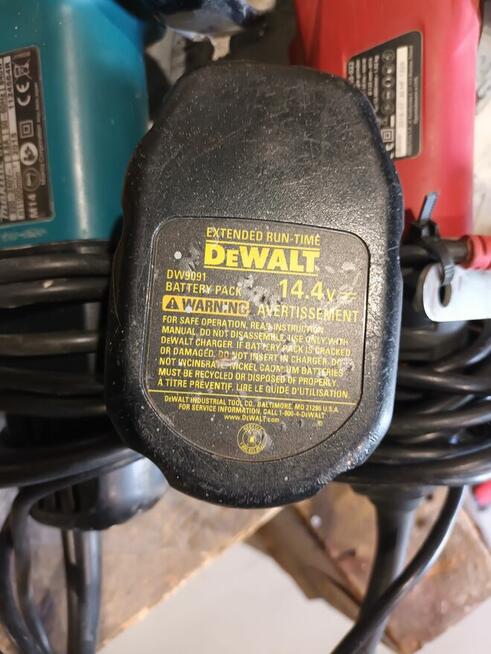 EXTENDED RUN-TIME
DEWALT
DW9091
BATTERY PACK 14.4V
WARNING AVERTISSEMENT
FOR SAFE OPERATION, READ INSTRUCTION
MANUAL. DO NOT DISASSEMBLE. USE ONLY WITH
DEWALT CHARGER. IF BATTERY PACK IS CRACKED
OR DAMAGED, DO NOT INSERT IN CHARGER. DO
NOT INCINERATE. NICKEL CADMIUM BATTERIES
MUST BE RECYCLED OR DISPOSED OF PROPERLY.
À TITRE PRÉVENTIF, LIRE LE GUIDE D'UTILISATION.
DEWALT INDUSTRIAL TOOL CO., BALTIMORE, MD 21286 U.S.A.
FOR SERVICE INFORMATION, CALL 1-800-4-DEWALT
www.DEWALT.com
M14